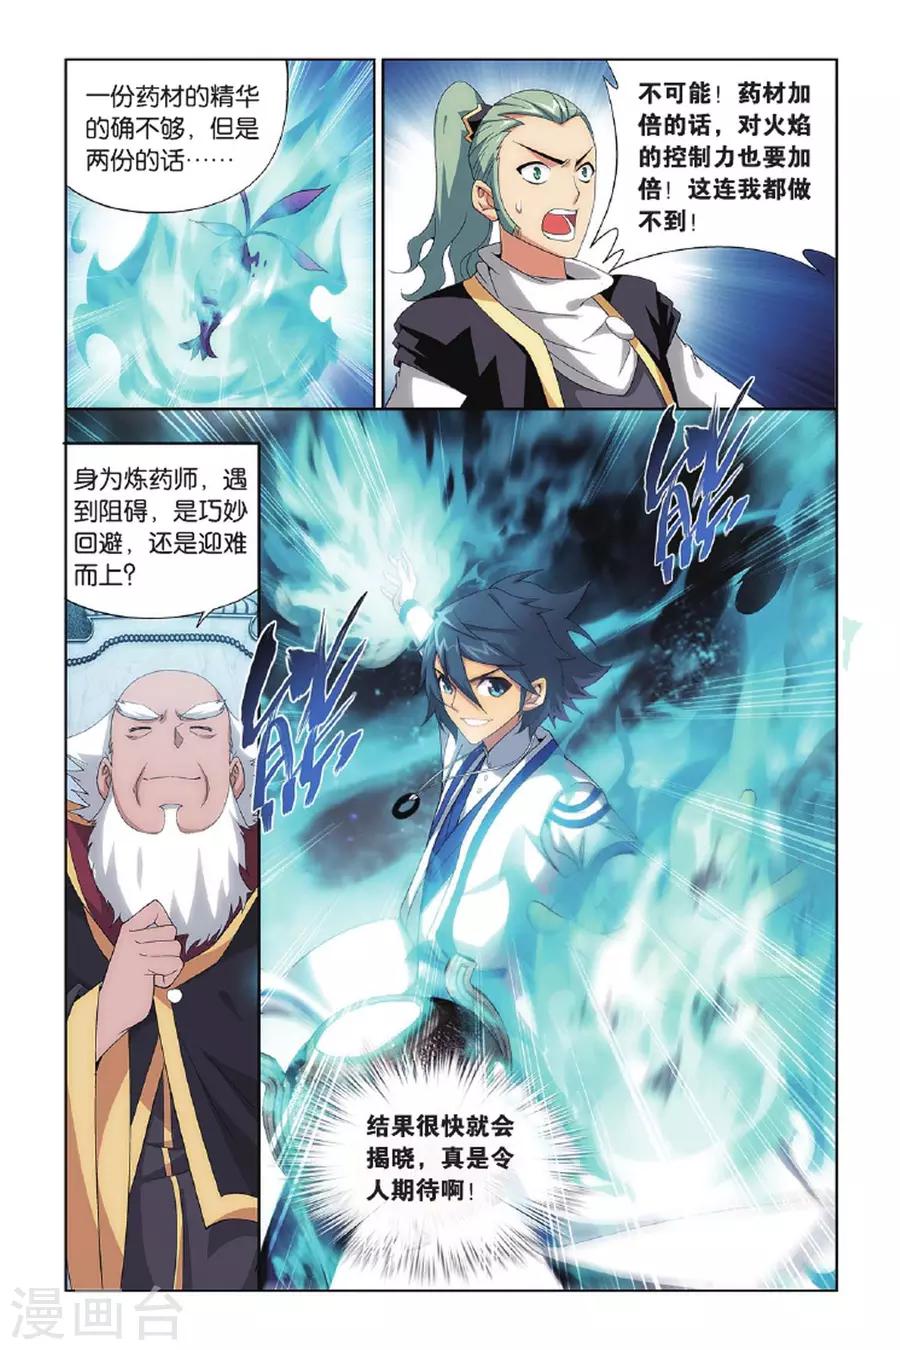 一份药材的精华
的确不够，但是
两份的话……
不可能！药材加
倍的话，对火焰
的控制力也要加
倍！这连我都做
不到！
身为炼药师，遇
到阻碍，是巧妙
回避，还是迎难
而上？
熊
熊
结果很快就会
揭晓，真是令
人期待啊！
漫画台